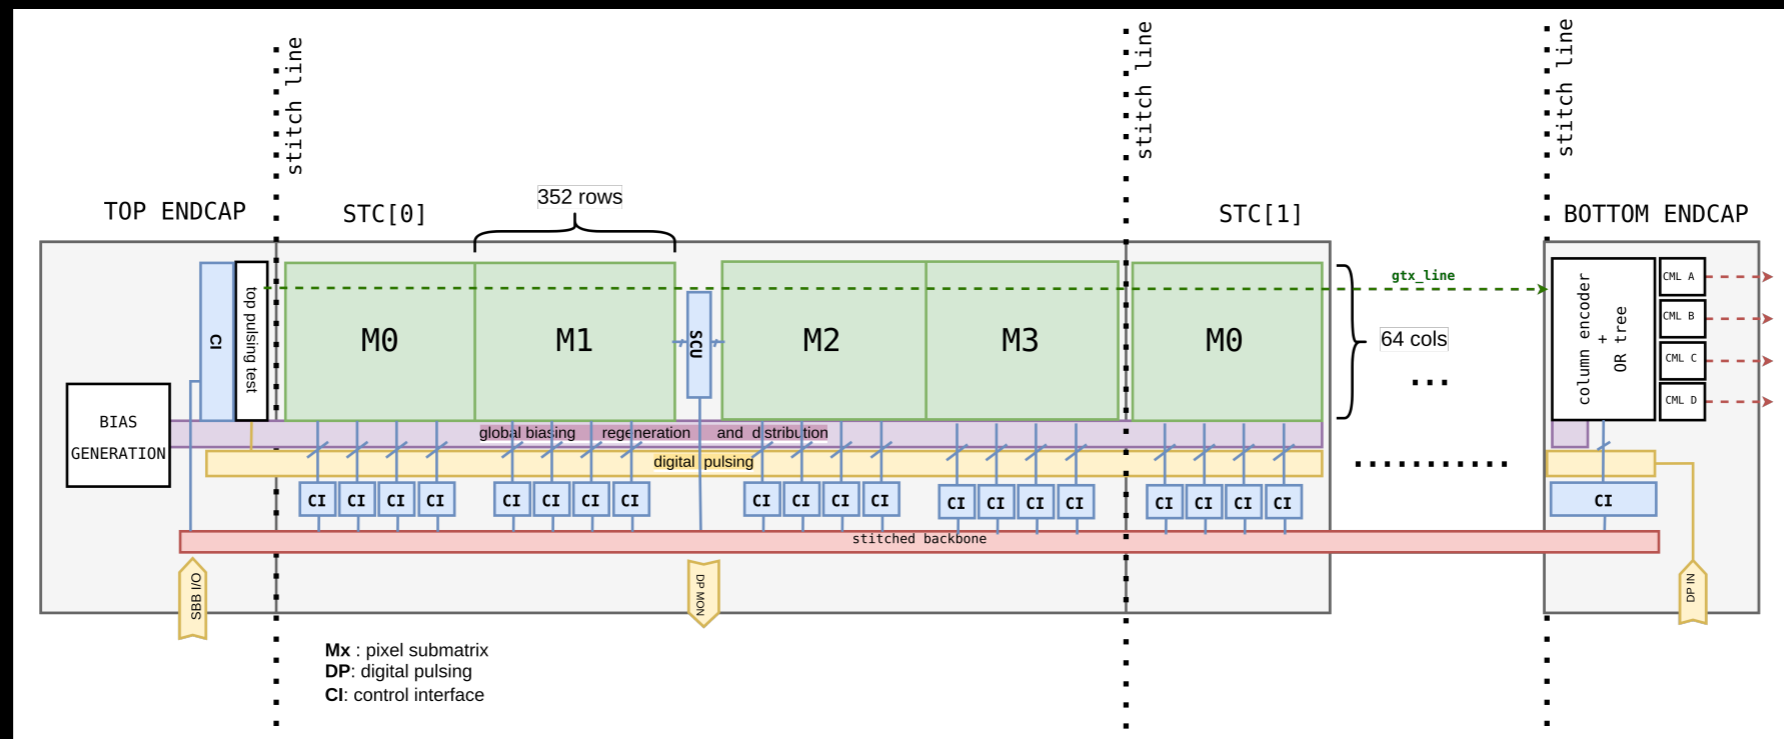 stitch line
stitch line
stitch line
TOP ENDCAP
STC[0]
352 rows
STC[1]
BOTTOM ENDCAP
CI
top pulsing test
M0
M1
SCU
M2
M3
M0
gtx_line
64 cols
...
column encoder
+
OR tree
CML A
CML B
CML C
CML D
BIAS
GENERATION
global biasing regeneration and distribution
digital pulsing
CI CI CI CI CI CI CI CI CI CI CI CI CI CI CI CI CI CI CI CI CI
stitched backbone
SBB I/O
DP MON
DP IN
Mx : pixel submatrix
DP: digital pulsing
CI: control interface